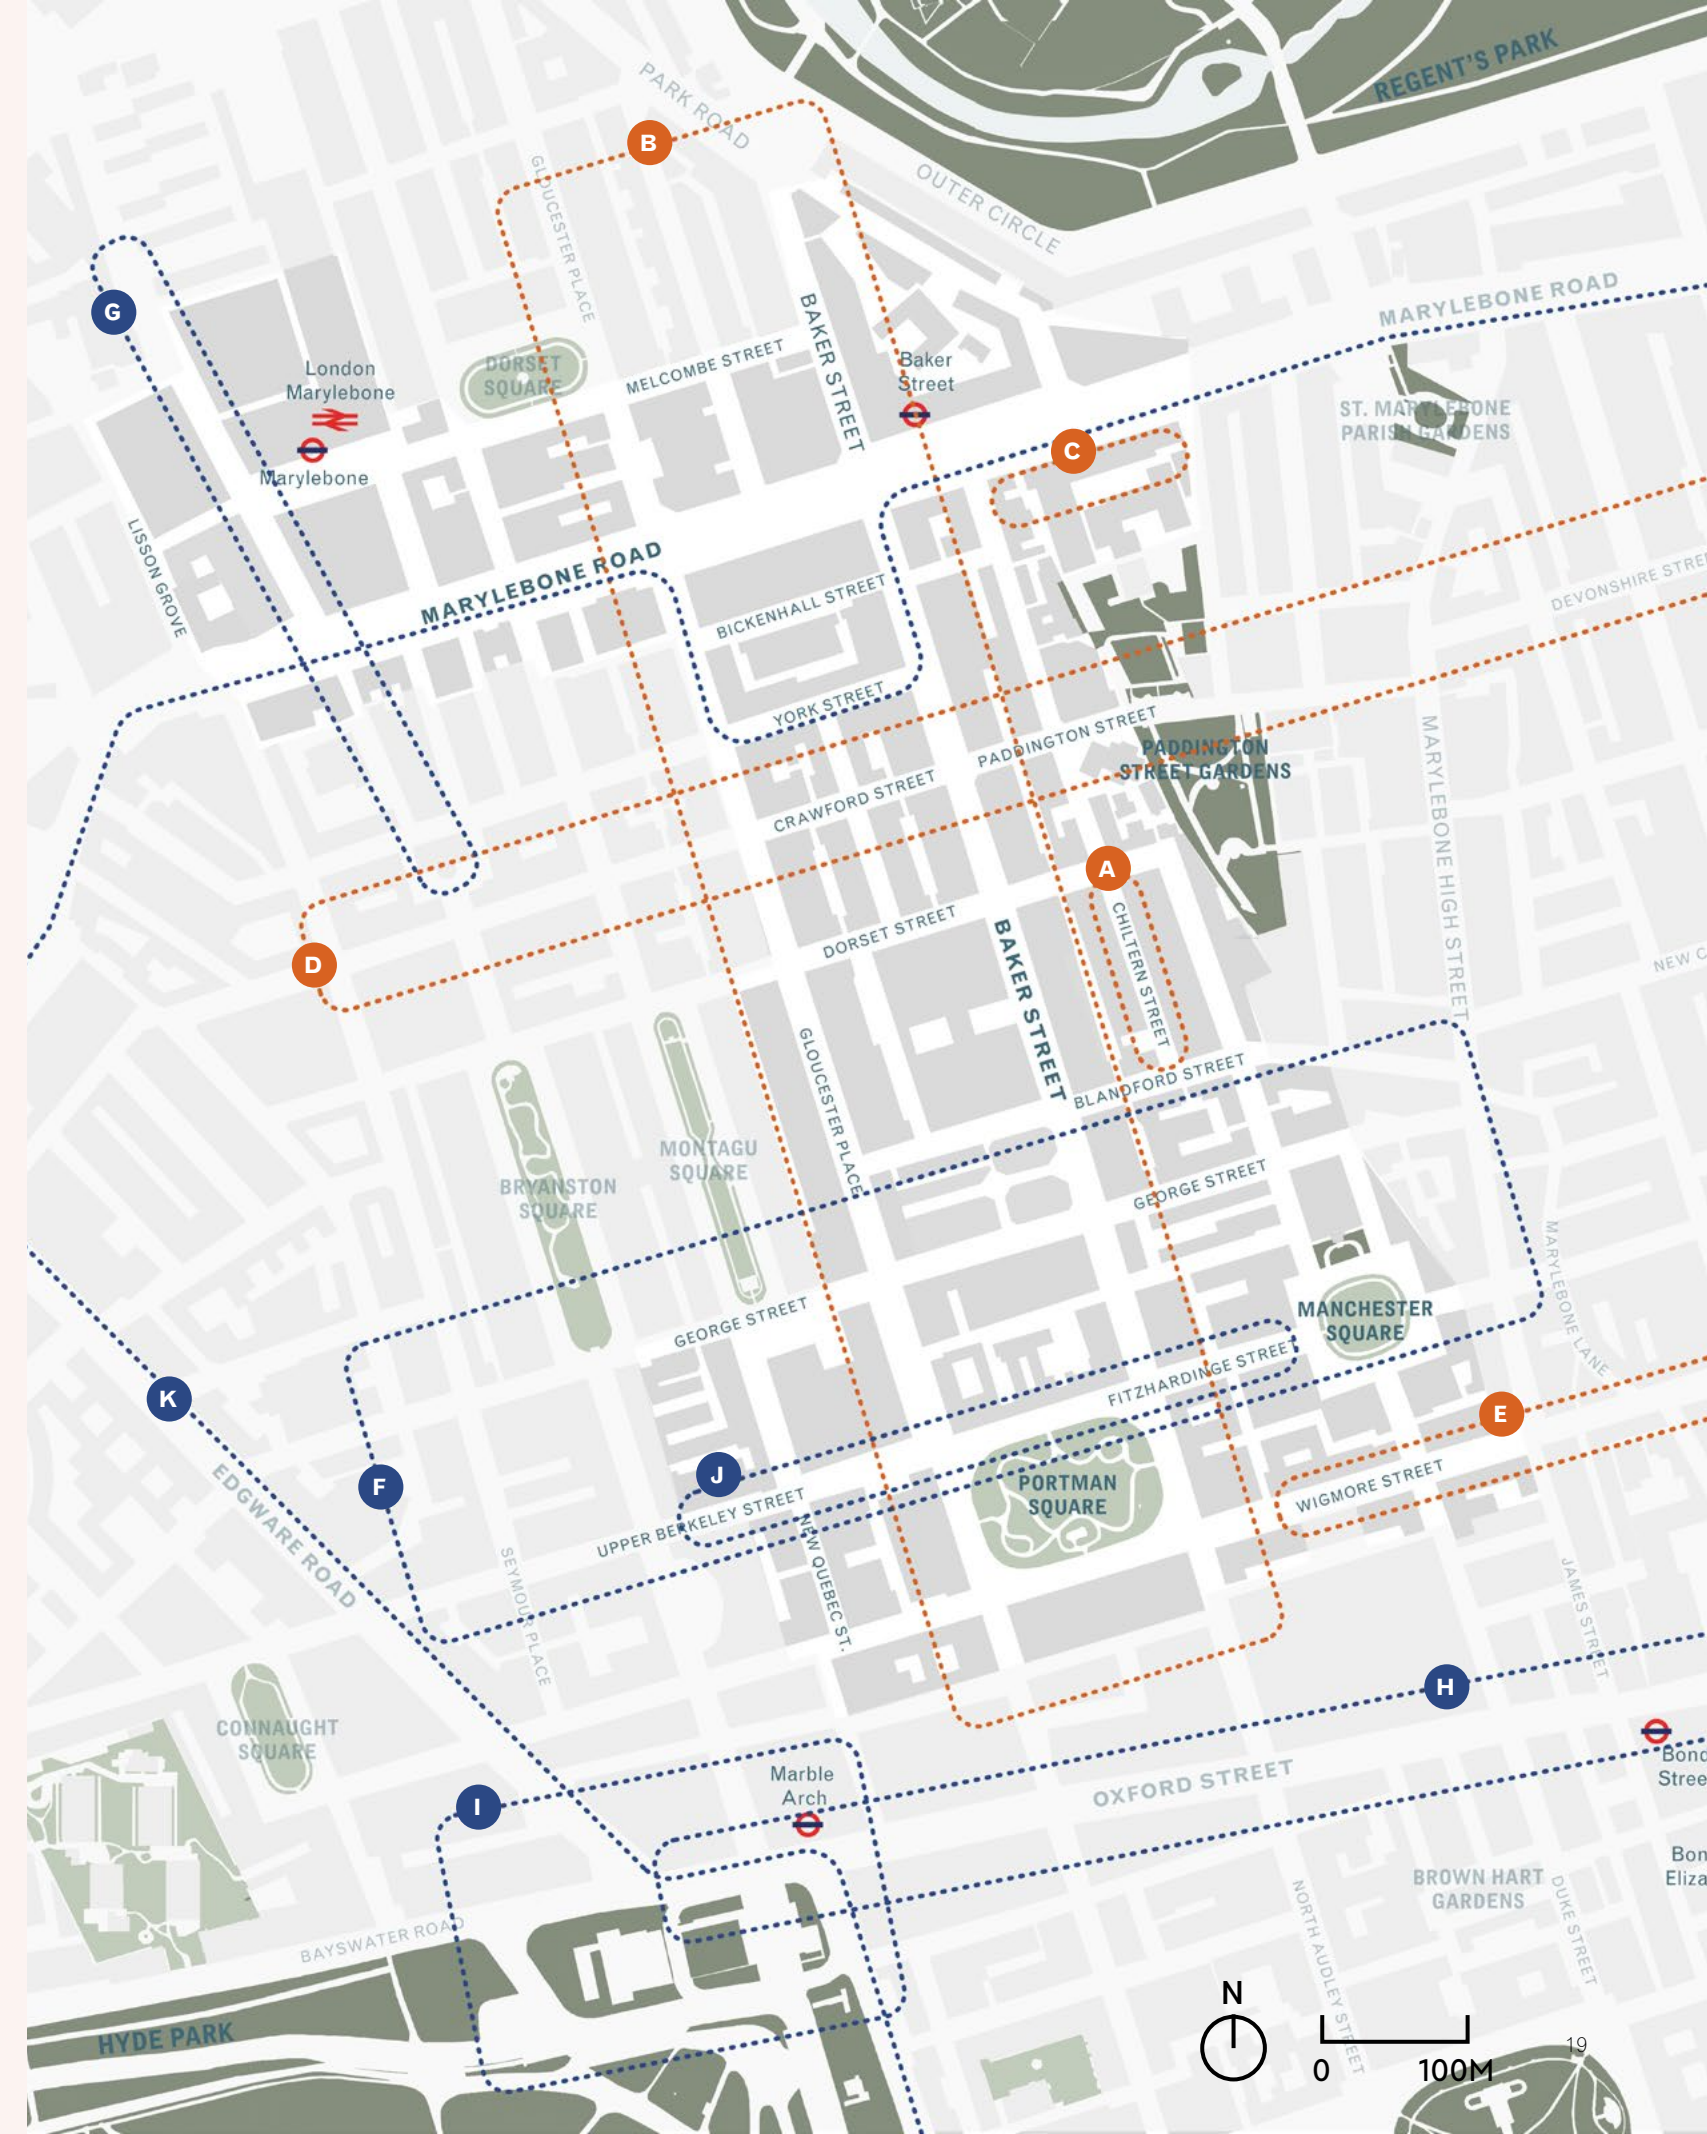 REGENT'S PARK
PARK ROAD
B
OUTER CIRCLE
GLOUCESTER PLACE
G
MARYLEBONE ROAD
BAKER STREET
London
Marylebone
DORSET
SQUARE
MELCOMBE STREET
Baker
Street
ST. MARYLEBONE
PARISH GARDENS
C
Marylebone
LISSON GROVE
MARYLEBONE ROAD
BICKENHALL STREET
DEVONSHIRE STRE
YORK STREET
PADDINGTON STREET
PADDINGTON
STREET GARDENS
CRAWFORD STREET
MARYLEBONE HIGH STREET
A
CHILTERN STREET
DORSET STREET
BAKER STREET
NEW C
D
GLOUCESTER PLACE
BLANDFORD STREET
MONTAGU
SQUARE
BRYANSTON
SQUARE
GEORGE STREET
MARYLEBONE LANE
GEORGE STREET
MANCHESTER
SQUARE
FITZHARDINGE STREET
K
E
F
J
PORTMAN
SQUARE
WIGMORE STREET
UPPER BERKELEY STREET
EDGWARE ROAD
NEW QUEBEC ST.
SEYMOUR PLACE
JAMES STREET
H
CONNAUGHT
SQUARE
Marble
Arch
OXFORD STREET
Bond
Stree
I
Bon
Eliza
BROWN HART
GARDENS
NORTH AUDLEY STREET
DUKE STREET
BAYSWATER ROAD
HYDE PARK
N
0
100M
19